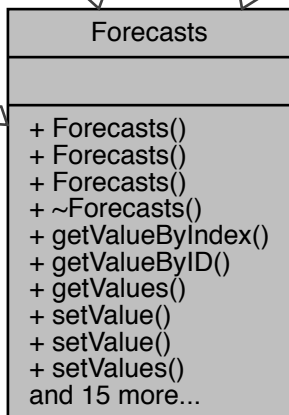 Forecasts
+ Forecasts()
+ Forecasts()
+ Forecasts()
+ ~Forecasts()
+ getValueByIndex()
+ getValueByID()
+ getValues()
+ setValue()
+ setValue()
+ setValues()
and 15 more...